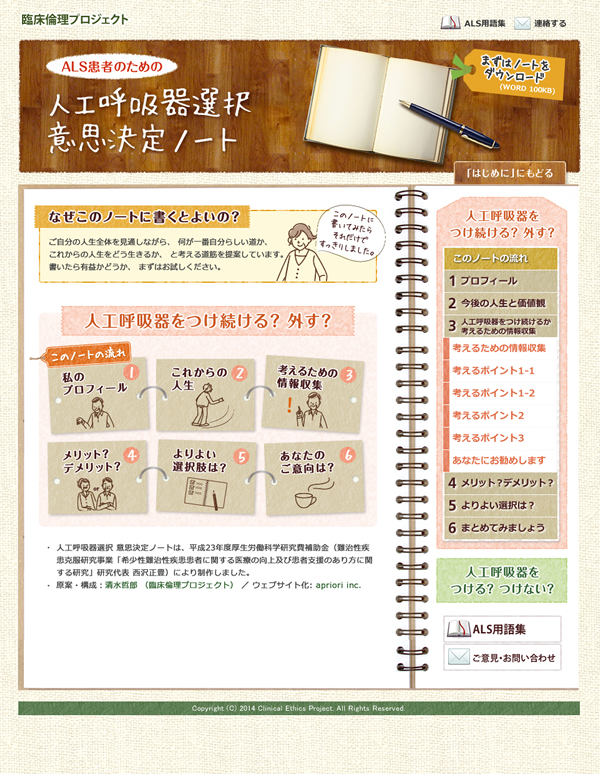 臨床倫理プロジェクト
ALS用語集
連絡する
ALS患者のための
人工呼吸器選択
意思決定ノート
まずはノートを
ダウンロード
(WORD 100KB)
「はじめに」にもどる
なぜこのノートに書くとよいの?
ご自分の人生全体を見通しながら、 何が一番自分らしい道か、
これからの人生をどう生きるか、 と考える道筋を提案しています。
書いたら有益かどうか、 まずはお試しください。
このノートに
書いてみたら
それだけで
すっきりしました。
人工呼吸器をつけ続ける? 外す?
このノートの流れ
私の
プロフィール
1
これからの
人生
2
考えるための
情報収集
3
メリット?
デメリット?
4
OR
よりよい
選択肢は?
5
あなたの
ご意向は?
6
・ 人工呼吸器選択 意思決定ノートは、平成23年度厚生労働科学研究費補助金（難治性疾
患克服研究事業「希少性難治性疾患患者に関する医療の向上及び患者支援のあり方に関
する研究」研究代表 西沢正豊）により制作しました。
・ 原案・構成：清水哲郎 （臨床倫理プロジェクト） ／ ウェブサイト化: apriori inc.
人工呼吸器を
つけ続ける? 外す?
このノートの流れ
1 プロフィール
2 今後の人生と価値観
3 人工呼吸器をつけ続けるか
考えるための情報収集
考えるための情報収集
考えるポイント1-1
考えるポイント1-2
考えるポイント2
考えるポイント3
あなたにお勧めします
4 メリット?デメリット?
5 よりよい選択は?
6 まとめてみましょう
人工呼吸器を
つける? つけない?
ALS用語集
ご意見・お問い合わせ
Copyright (C) 2014 Clinical Ethics Project. All Rights Reserved.